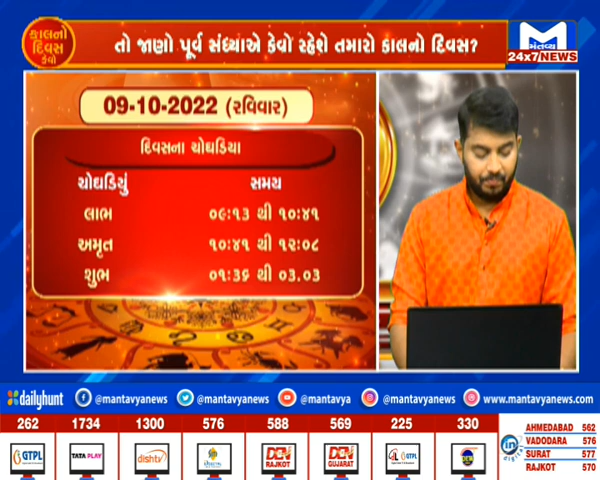 કાલનો
દિવસ
કેવો
તો જાણો પૂર્વ સંધ્યાએ કેવો રહેશે તમારો કાલનો દિવસ?
મંતવ્ય
24x7NEWS
09-10-2022 (રવિવાર)
દિવસના ચોઘડિયા
ચોઘડિયું સમય
લાભ ૦૯:૧૩ થી ૧૦:૪૧
અમૃત ૧૦:૪૧ થી ૧૨:૦૮
શુભ ૦૧:૩૬ થી ૦૩.૦૩
dailyhunt @mantavyanews @mantavyanews @mantavya @mantavyanews www.mantavyanews.com
262 1734 1300 576 588 569 225 330
GTPL TATA PLAY dishtv DEN RAJKOT DEN GUJARAT
in digital
AHMEDABAD 562
VADODARA 576
SURAT 577
RAJKOT 570